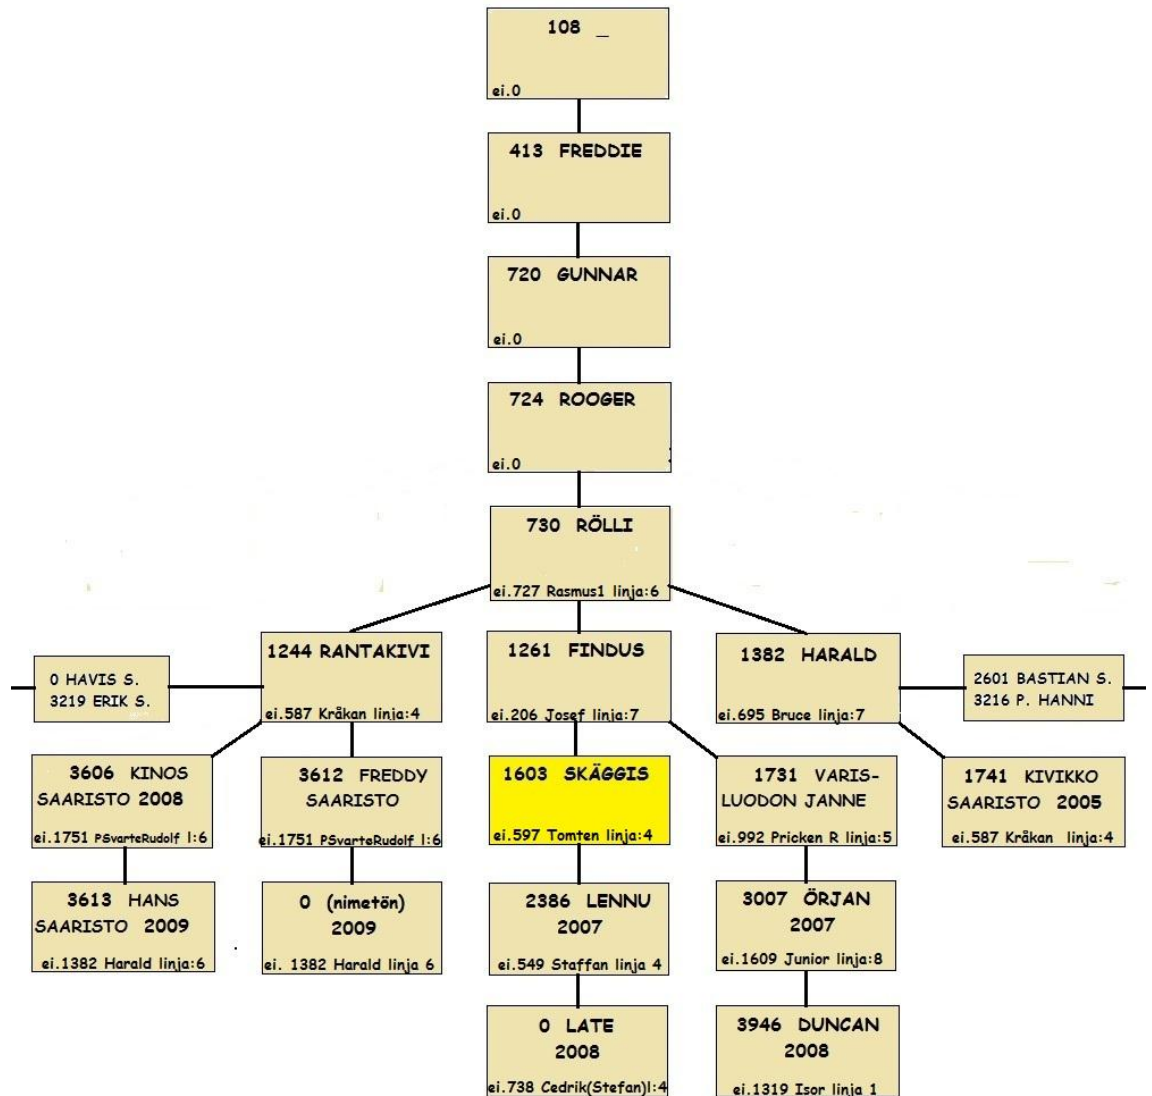 108 _
ei.0
413 FREDDIE
ei.0
720 GUNNAR
ei.0
724 ROOGER
ei.0
730 RÖLLI
ei.727 Rasmus1 linja:6
0 HAVIS S.
3219 ERIK S.
1244 RANTAKIVI
ei.587 Kråkan linja:4
1261 FINDUS
ei.206 Josef linja:7
1382 HARALD
ei.695 Bruce linja:7
2601 BASTIAN S.
3216 P. HANNI
3606 KINOS
SAARISTO 2008
ei.1751 PSvarteRudolf l:6
3612 FREDDY
SAARISTO
ei.1751 PSvarteRudolf l:6
1603 SKÄGGIS
ei.597 Tomten linja:4
1731 VARIS-
LUODON JANNE
ei.992 Pricken R linja:5
1741 KIVIKKO
SAARISTO 2005
ei.587 Kråkan linja:4
3613 HANS
SAARISTO 2009
ei.1382 Harald linja:6
0 (nimetön)
2009
ei. 1382 Harald linja 6
2386 LENNU
2007
ei.549 Staffan linja 4
3007 ÖRJAN
2007
ei.1609 Junior linja:8
0 LATE
2008
ei.738 Cedrik(Stefan)l:4
3946 DUNCAN
2008
ei.1319 Isor linja 1